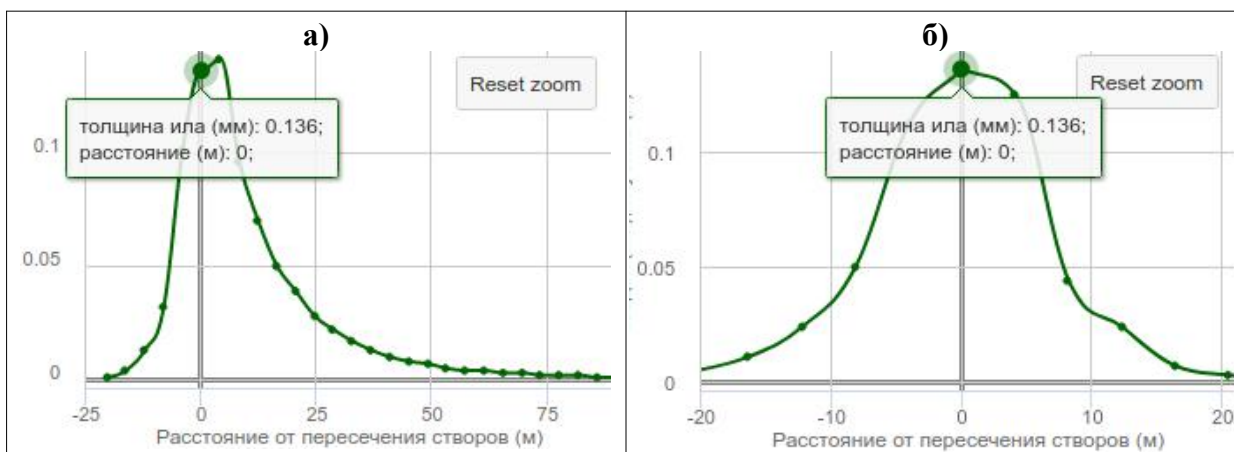 а)
Reset zoom
толщина ила (мм): 0.136;
расстояние (м): 0;
0.1
0.05
0
-25 0 25 50 75
Расстояние от пересечения створов (м)
б)
Reset zoom
толщина ила (мм): 0.136;
расстояние (м): 0;
0.1
0.05
0
-20 -10 0 10 20
Расстояние от пересечения створов (м)